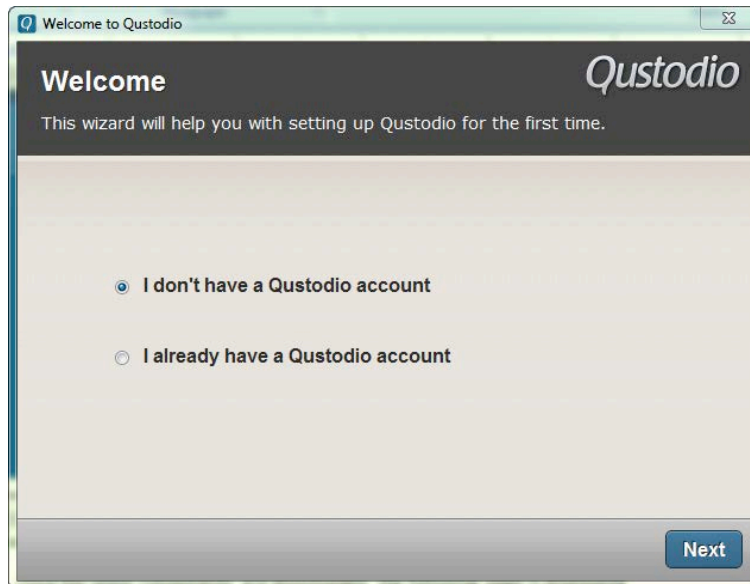 Welcome to Qustodio
Qustodio
Welcome
This wizard will help you with setting up Qustodio for the first time.
I don't have a Qustodio account
I already have a Qustodio account
Next